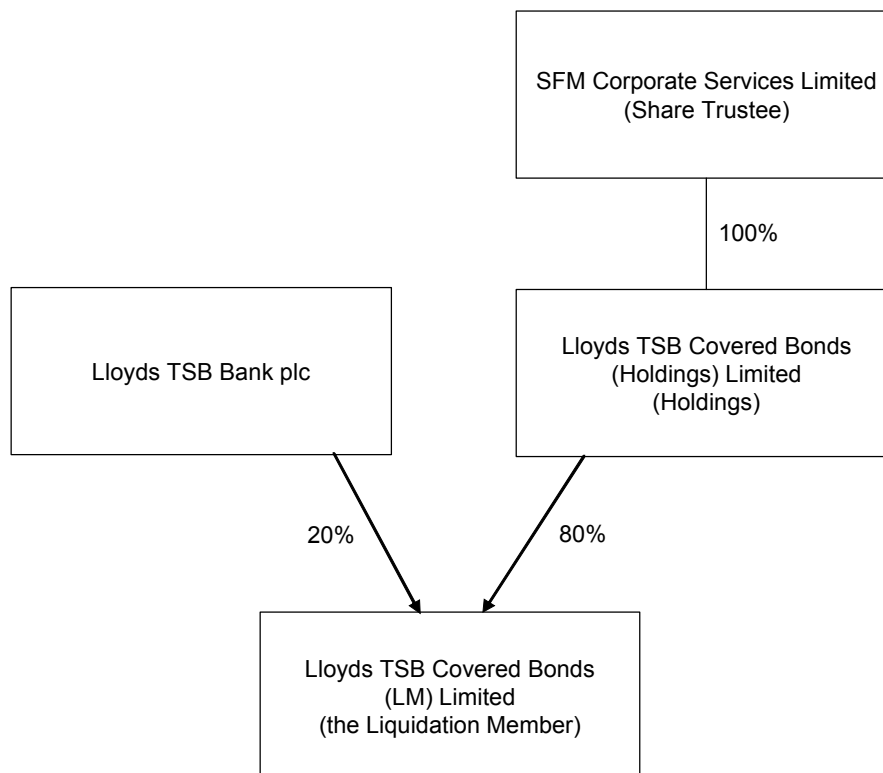 SFM Corporate Services Limited
(Share Trustee)
100%
Lloyds TSB Bank plc
Lloyds TSB Covered Bonds
(Holdings) Limited
(Holdings)
20%
80%
Lloyds TSB Covered Bonds
(LM) Limited
(the Liquidation Member)